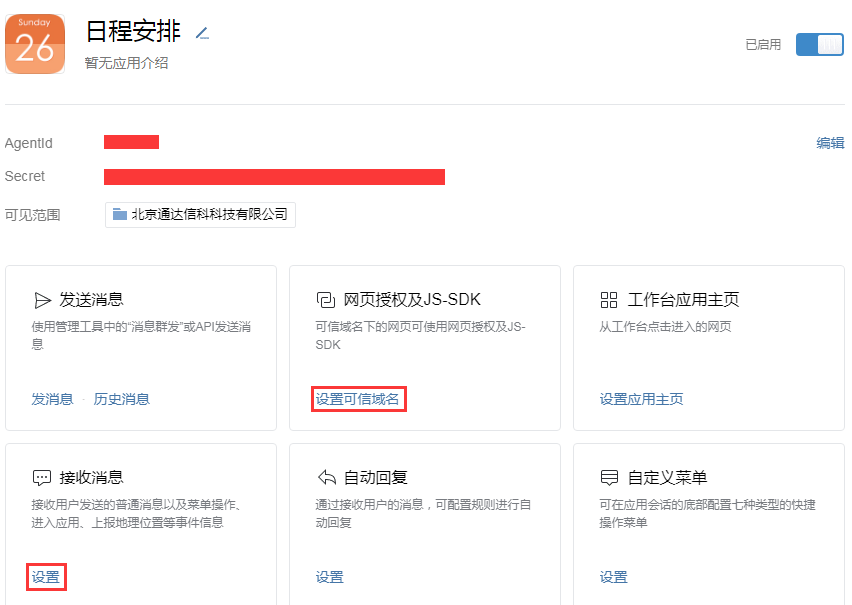 Sunday
26
日程安排
暂无应用介绍
已启用
AgentId
编辑
Secret
可见范围
北京通达信科科技有限公司
发送消息
使用管理工具中的“消息群发”或API发送消
息
发消息 · 历史消息
网页授权及JS-SDK
可信域名下的网页可使用网页授权及JS-
SDK
设置可信域名
工作台应用主页
从工作台点击进入的网页
设置应用主页
接收消息
接收用户发送的普通消息以及菜单操作、
进入应用、上报地理位置等事件信息
设置
自动回复
通过接收用户的消息，可配置规则进行自
动回复
设置
自定义菜单
可在应用会话的底部配置七种类型的快捷
操作菜单
设置